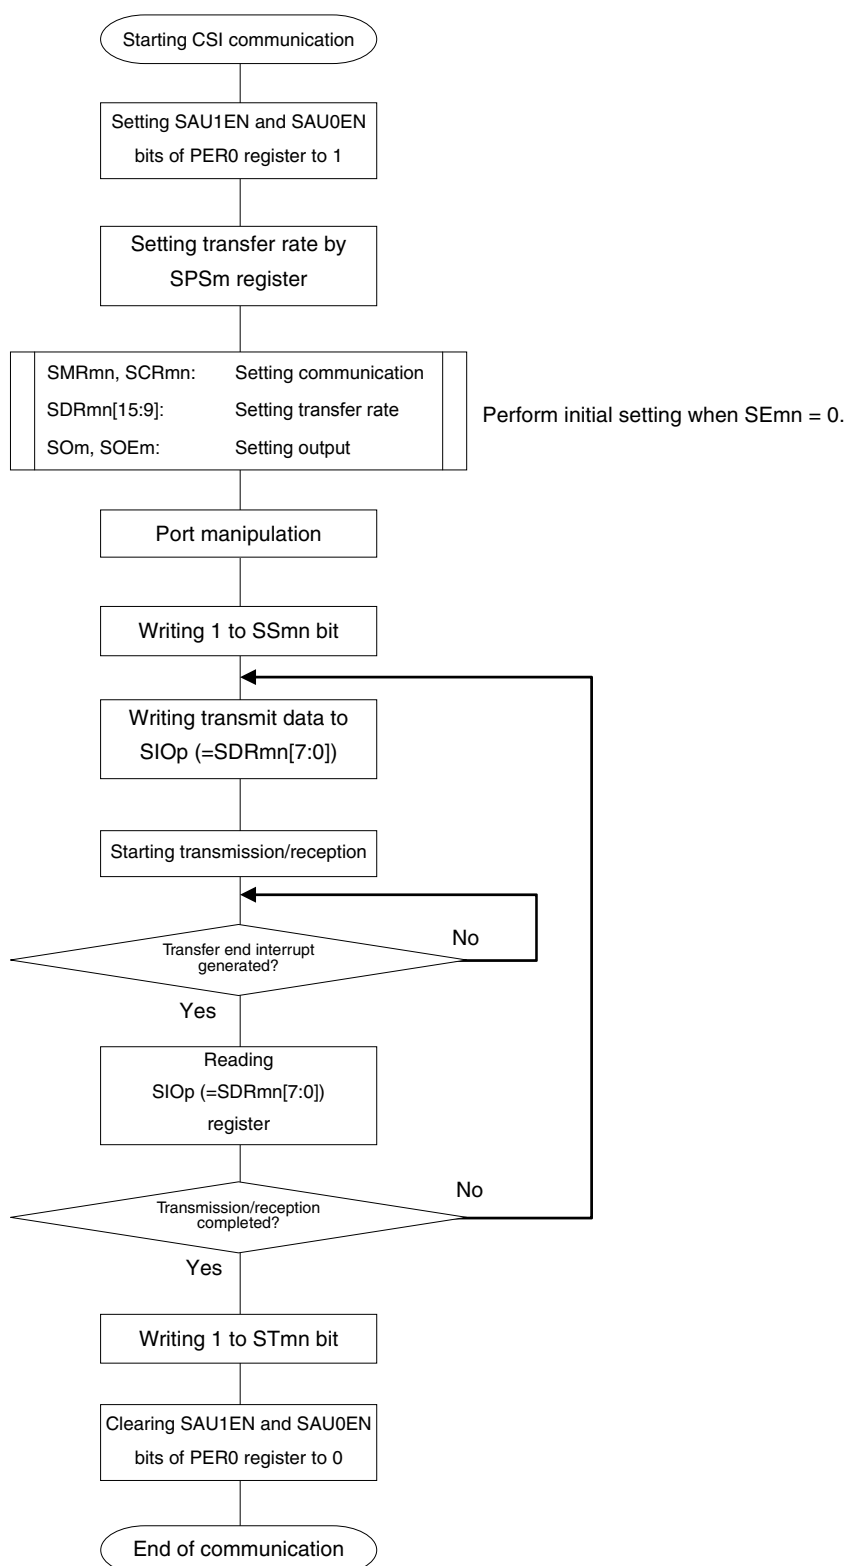 Starting CSI communication
Setting SAU1EN and SAU0EN
bits of PER0 register to 1
Setting transfer rate by
SPSm register
SMRmn, SCRmn: Setting communication
SDRmn[15:9]: Setting transfer rate
SOm, SOEm: Setting output
Perform initial setting when SEmn = 0.
Port manipulation
Writing 1 to SSmn bit
Writing transmit data to
SIOp (=SDRmn[7:0])
Starting transmission/reception
Transfer end interrupt
generated?
No
Yes
Reading
SIOp (=SDRmn[7:0])
register
Transmission/reception
completed?
No
Yes
Writing 1 to STmn bit
Clearing SAU1EN and SAU0EN
bits of PER0 register to 0
End of communication